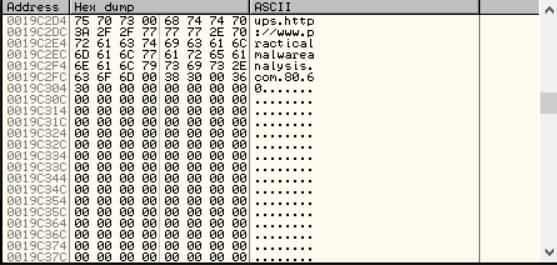 Address Hex dump ASCII
0019C2D4 75 70 73 00 68 74 74 70 ups.http
0019C2DC 3A 2F 2F 77 77 77 2E 70 ://www.p
0019C2E4 72 61 63 74 69 63 61 6C ractical
0019C2EC 6D 61 6C 77 61 72 65 61 malwarea
0019C2F4 6E 61 6C 79 73 69 73 2E nalysis.
0019C2FC 63 6F 6D 00 38 30 00 36 com.80.6
0019C304 30 00 00 00 00 00 00 00 0.......
0019C30C 00 00 00 00 00 00 00 00 ........
0019C314 00 00 00 00 00 00 00 00 ........
0019C31C 00 00 00 00 00 00 00 00 ........
0019C324 00 00 00 00 00 00 00 00 ........
0019C32C 00 00 00 00 00 00 00 00 ........
0019C334 00 00 00 00 00 00 00 00 ........
0019C33C 00 00 00 00 00 00 00 00 ........
0019C344 00 00 00 00 00 00 00 00 ........
0019C34C 00 00 00 00 00 00 00 00 ........
0019C354 00 00 00 00 00 00 00 00 ........
0019C35C 00 00 00 00 00 00 00 00 ........
0019C364 00 00 00 00 00 00 00 00 ........
0019C36C 00 00 00 00 00 00 00 00 ........
0019C374 00 00 00 00 00 00 00 00 ........
0019C37C 00 00 00 00 00 00 00 00 ........